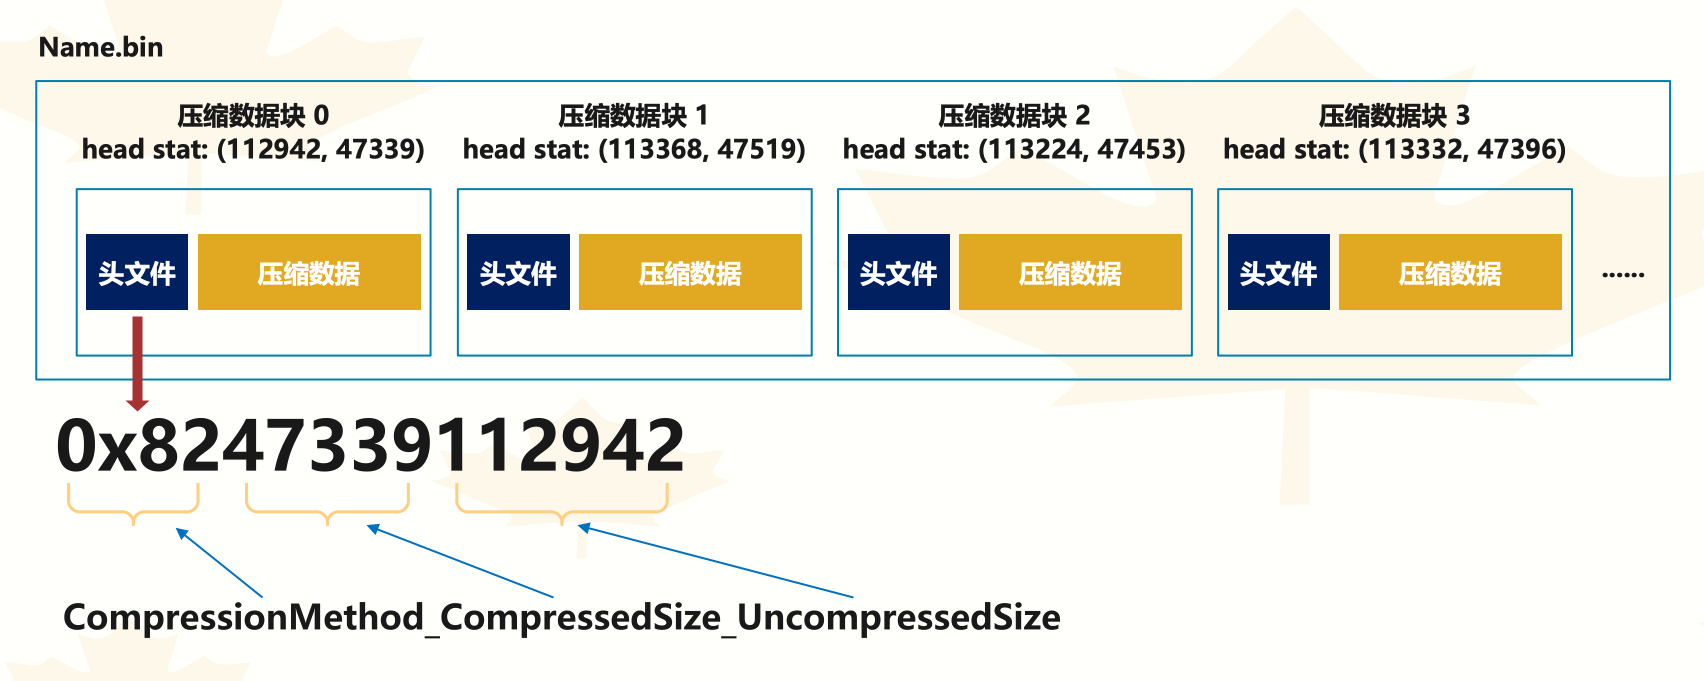 Name.bin
压缩数据块 0
head stat: (112942, 47339)
头文件
压缩数据
压缩数据块 1
head stat: (113368, 47519)
头文件
压缩数据
压缩数据块 2
head stat: (113224, 47453)
头文件
压缩数据
压缩数据块 3
head stat: (113332, 47396)
头文件
压缩数据
......
0x8247339112942
CompressionMethod_CompressedSize_UncompressedSize